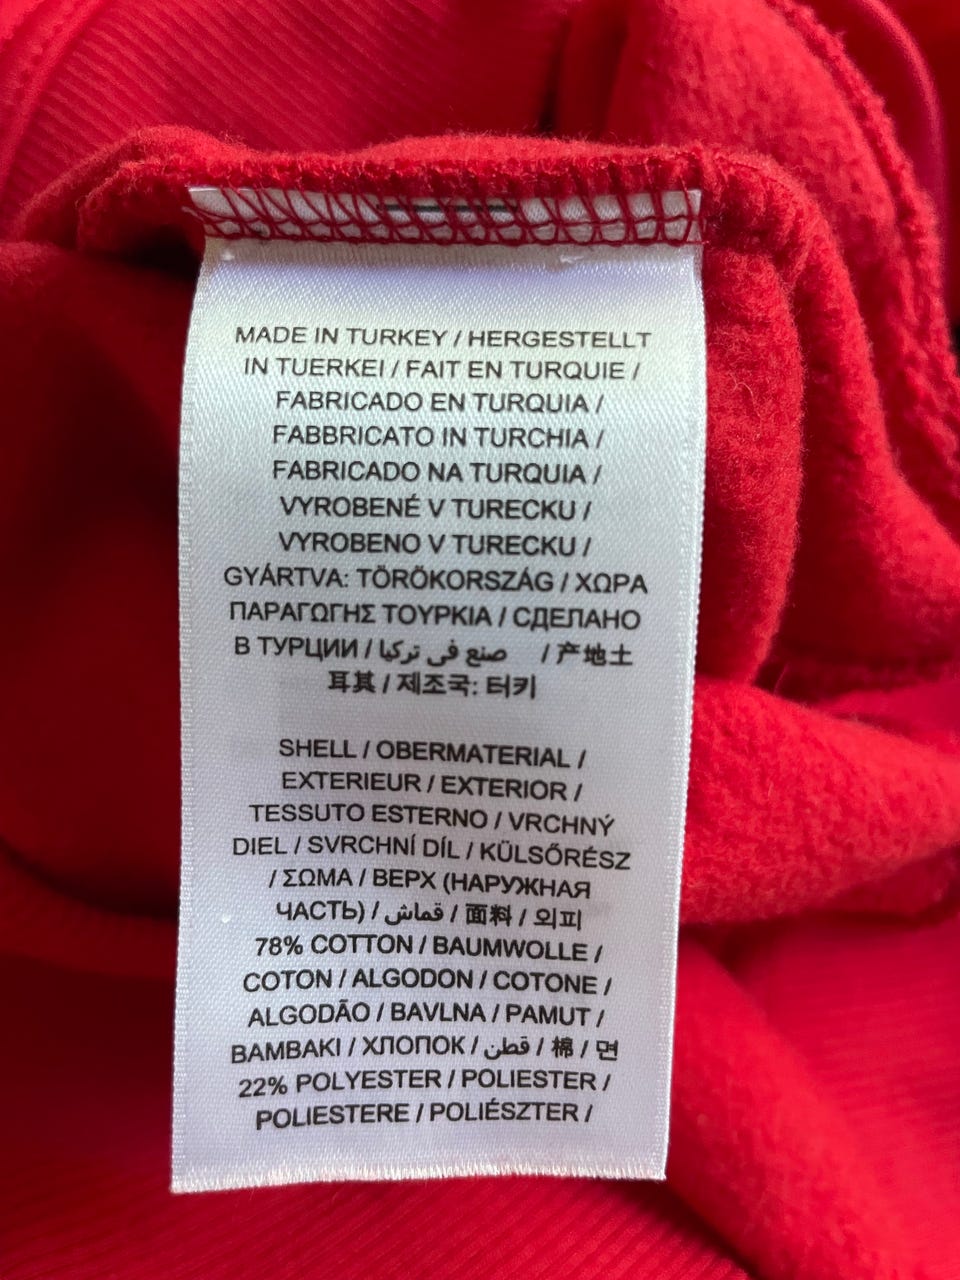 MADE IN TURKEY / HERGESTELLT
IN TUERKEI / FAIT EN TURQUIE /
FABRICADO EN TURQUIA /
FABBRICATO IN TURCHIA /
FABRICADO NA TURQUIA /
VYROBENÉ V TURECKU /
VYROBENO V TURECKU /
GYÁRTVA: TÖRÖKORSZÁG / ΧΩΡΑ
ΠΑΡΑΓΩΓΗΣ ΤΟΥΡΚΙΑ / СДЕЛАНО
В ТУРЦИИ / صنع في تركيا / 产地土
耳其 / 제조국: 터키
SHELL / OBERMATERIAL /
EXTERIEUR / EXTERIOR /
TESSUTO ESTERNO / VRCHNÝ
DIEL / SVRCHNÍ DÍL / KÜLSŐRÉSZ
/ ΣΩΜΑ / ВЕРХ (НАРУЖНАЯ
ЧАСТЬ) / قماش / 面料 / 외피
78% COTTON / BAUMWOLLE /
COTON / ALGODON / COTONE /
ALGODÃO / BAVLNA / PAMUT /
ΒΑΜΒΑΚΙ / ХЛОПОК / قطن / 棉 / 면
22% POLYESTER / POLIESTER /
POLIESTERE / POLIÉSZTER /